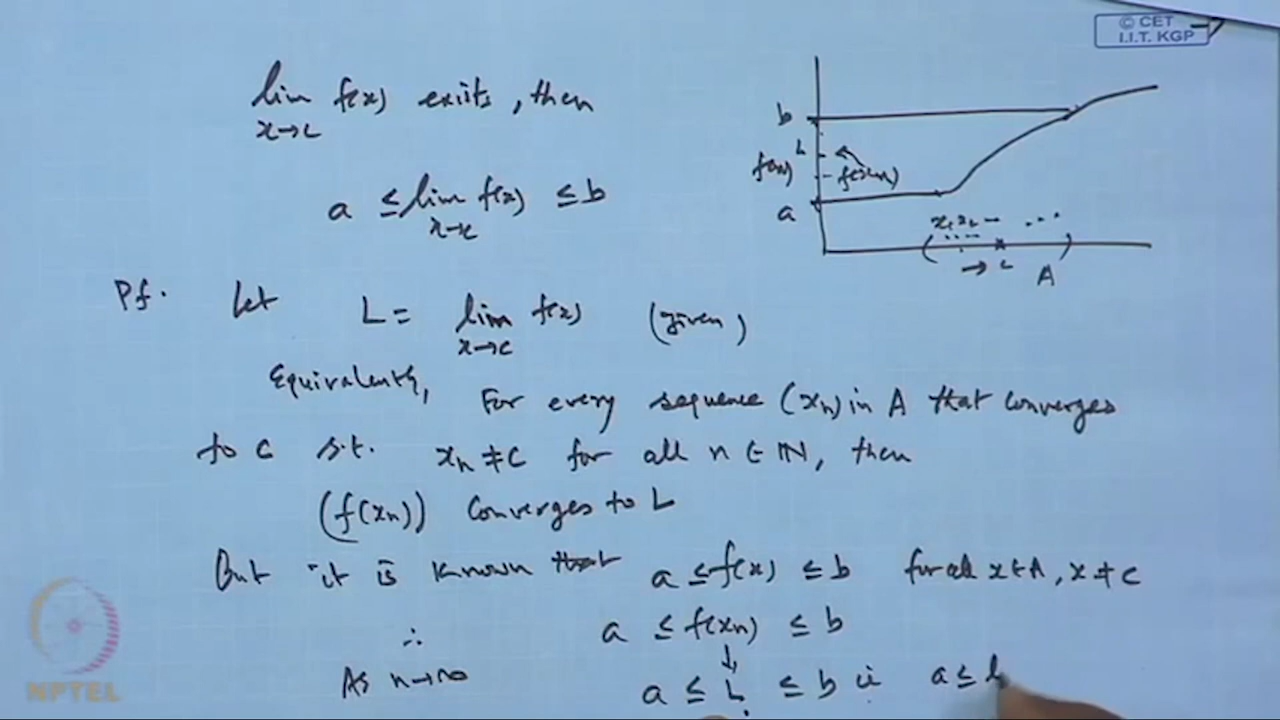 © CET
I.I.T. KGP
lim f(x) exists, then
x→c
a ≤ lim f(x) ≤ b
x→c
b
L
f(x) f(xn)
a
x1 x2 – ...
( .... → c ) A
Pf. Let L = lim f(x) (given)
x→c
Equivalently, For every sequence (xn) in A that converges
to c s.t. xn ≠ c for all n ∈ ℕ, then
(f(xn)) converges to L
But it is known that a ≤ f(x) ≤ b for all x ∈ A, x ≠ c
∴ a ≤ f(xn) ≤ b
↓
As n→∞ a ≤ L ≤ b ie a ≤ l
NPTEL